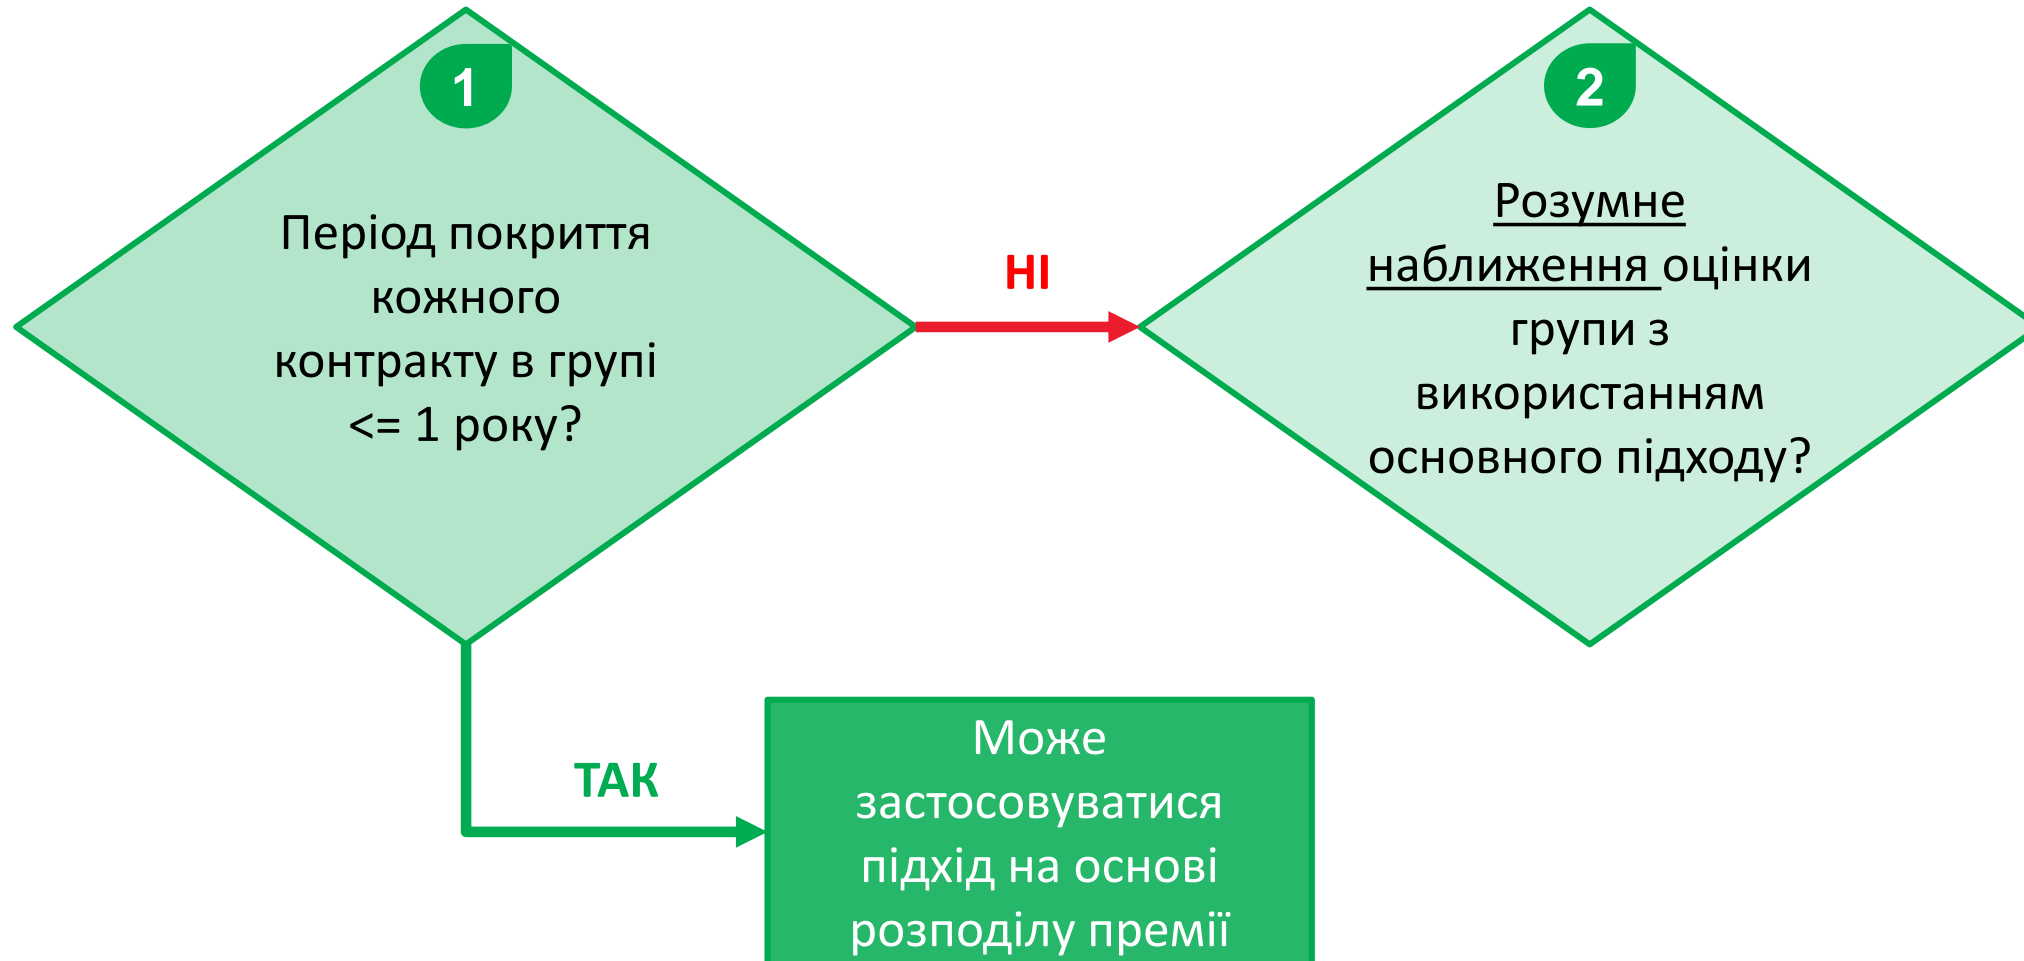 1
Період покриття
кожного
контракту в групі
<= 1 року?
НІ
2
Розумне
наближення оцінки
групи з
використанням
основного підходу?
ТАК
Може
застосовуватися
підхід на основі
розподілу премії